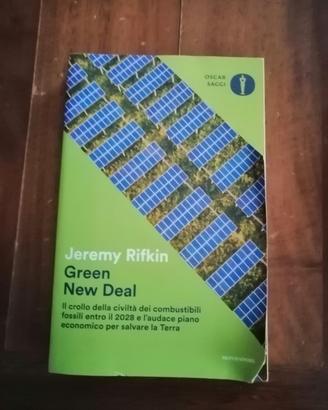 OSCAR
SAGGI
Jeremy Rifkin
Green
New Deal
Il crollo della civiltà dei combustibili
fossili entro il 2028 e l'audace piano
economico per salvare la Terra
MONDADORI